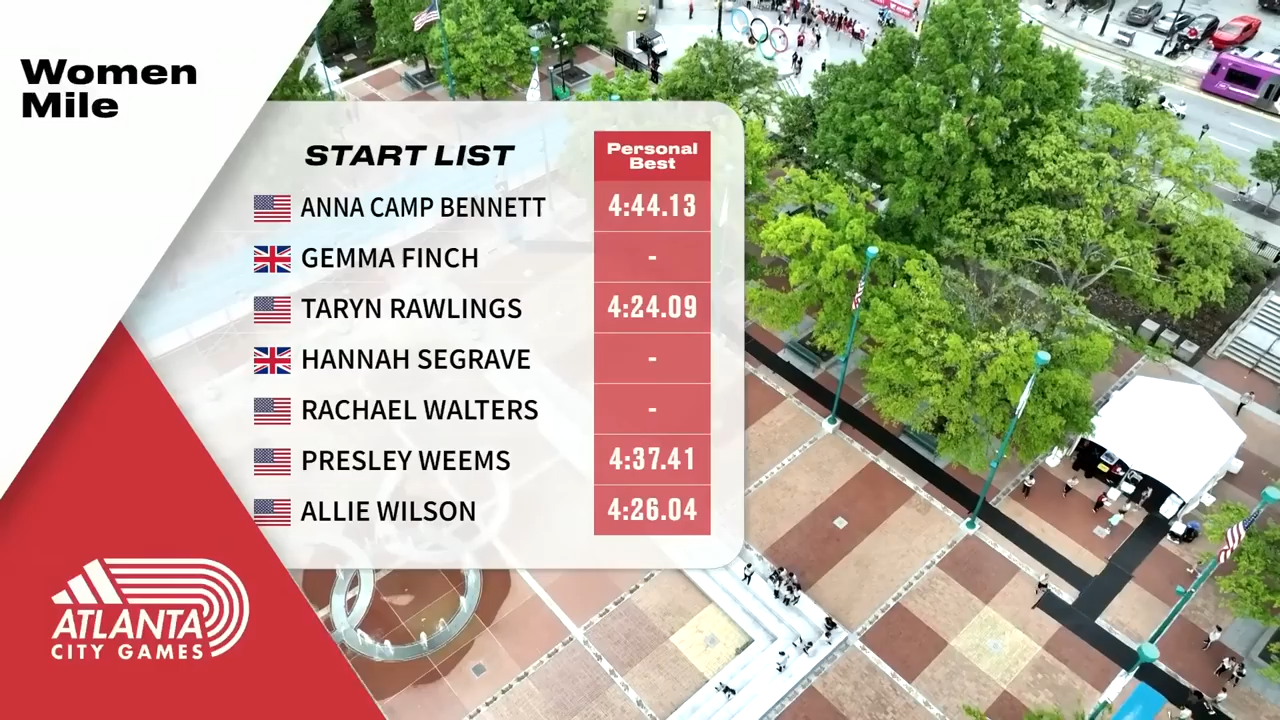 Women
Mile
START LIST
Personal
Best
ANNA CAMP BENNETT 4:44.13
GEMMA FINCH -
TARYN RAWLINGS 4:24.09
HANNAH SEGRAVE -
RACHAEL WALTERS -
PRESLEY WEEMS 4:37.41
ALLIE WILSON 4:26.04
ATLANTA
CITY GAMES